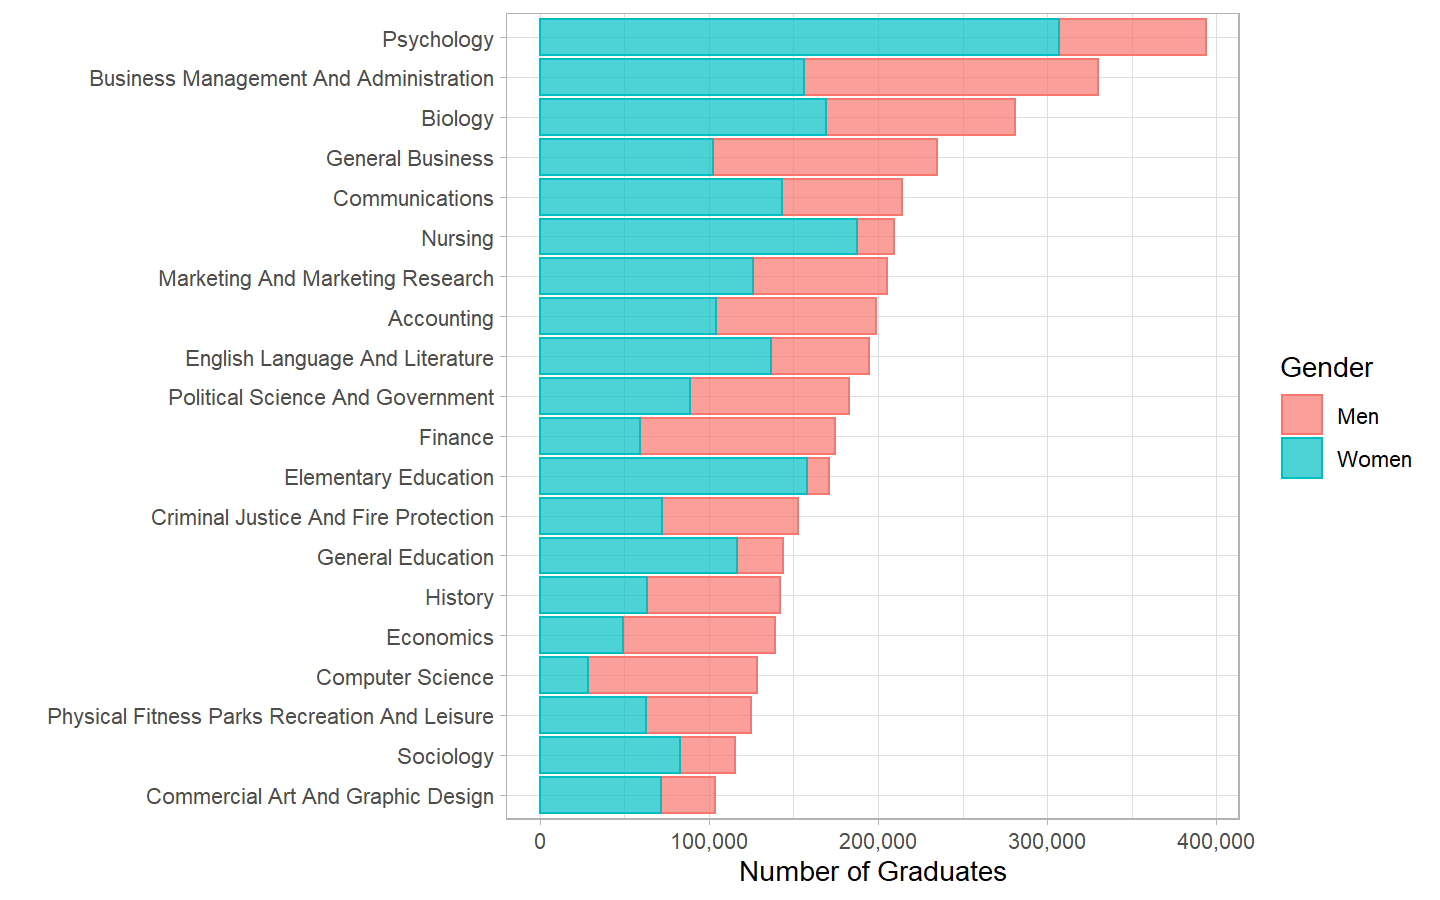 Psychology
Business Management And Administration
Biology
General Business
Communications
Nursing
Marketing And Marketing Research
Accounting
English Language And Literature
Political Science And Government
Finance
Elementary Education
Criminal Justice And Fire Protection
General Education
History
Economics
Computer Science
Physical Fitness Parks Recreation And Leisure
Sociology
Commercial Art And Graphic Design
0 100,000 200,000 300,000 400,000
Number of Graduates
Gender
Men
Women